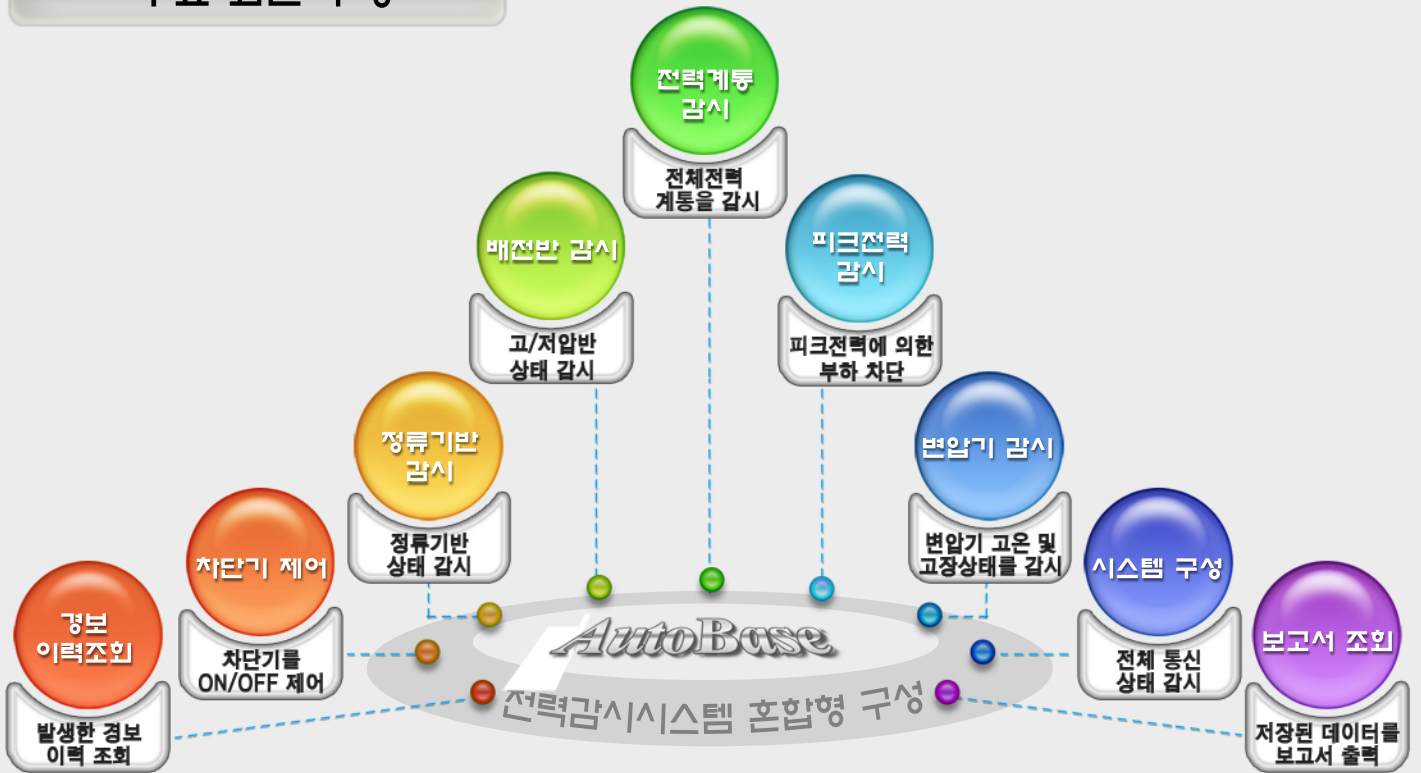 전력계통
감시
전체전력
계통을 감시
배전반 감시
고/저압반
상태 감시
피크전력
감시
피크전력에 의한
부하 차단
정류기반
감시
정류기반
상태 감시
변압기 감시
변압기 고온 및
고장상태를 감시
차단기 제어
차단기를
ON/OFF 제어
시스템 구성
전체 통신
상태 감시
경보
이력조회
발생한 경보
이력 조회
보고서 조회
저장된 데이터를
보고서 출력
AutoBase
전력감시시스템 혼합형 구성